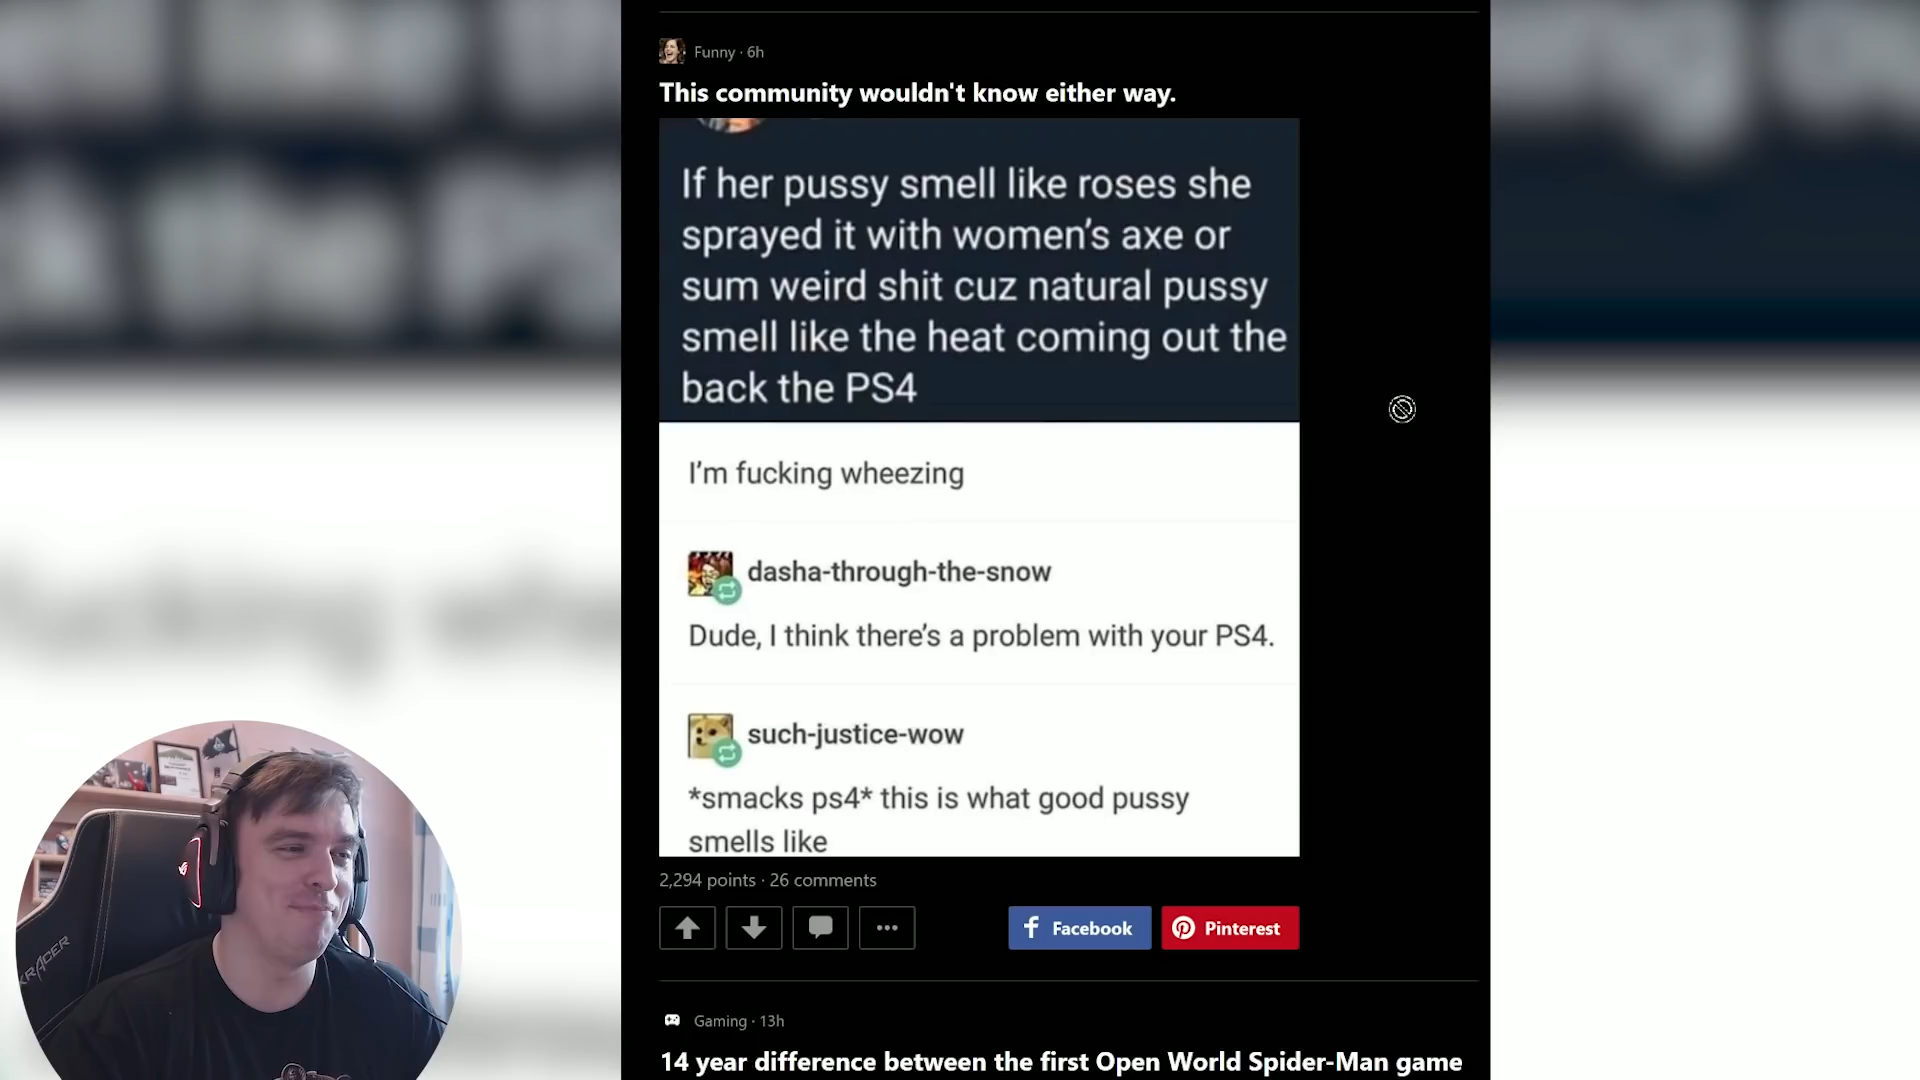 Funny · 6h
This community wouldn't know either way.
If her pussy smell like roses she
sprayed it with women's axe or
sum weird shit cuz natural pussy
smell like the heat coming out the
back the PS4
I'm fucking wheezing
dasha-through-the-snow
Dude, I think there's a problem with your PS4.
such-justice-wow
*smacks ps4* this is what good pussy
smells like
2,294 points · 26 comments
Facebook
Pinterest
Gaming · 13h
14 year difference between the first Open World Spider-Man game